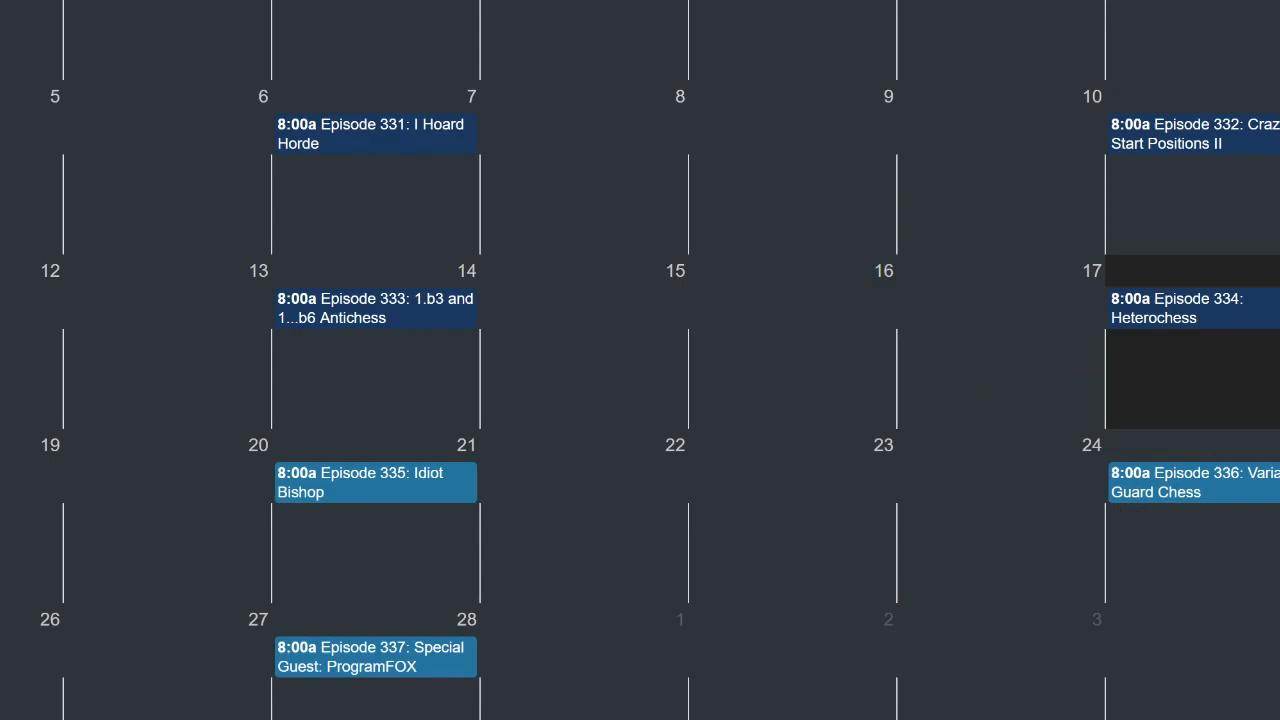 5 6 7 8 9 10
8:00a Episode 331: I Hoard
Horde
8:00a Episode 332:
Start Positions II
12 13 14 15 16 17
8:00a Episode 333: 1.b3 and
1...b6 Antichess
8:00a Episode 334:
Heterochess
19 20 21 22 23 24
8:00a Episode 335: Idiot
Bishop
8:00a Episode 336:
Guard Chess
26 27 28 1 2 3
8:00a Episode 337: Special
Guest: ProgramFOX